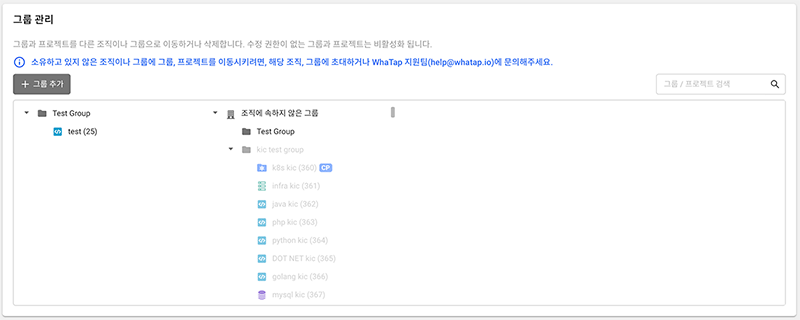 그룹 관리
그룹과 프로젝트를 다른 조직이나 그룹으로 이동하거나 삭제합니다. 수정 권한이 없는 그룹과 프로젝트는 비활성화 됩니다.
소유하고 있지 않은 조직이나 그룹에 그룹, 프로젝트를 이동시키려면, 해당 조직, 그룹에 초대하거나 WhaTap 지원팀(help@whatap.io)에 문의해주세요.
+ 그룹 추가
그룹 / 프로젝트 검색
Test Group
test (25)
조직에 속하지 않은 그룹
Test Group
kic test group
k8s kic (360) CP
infra kic (361)
java kic (362)
php kic (363)
python kic (364)
DOT NET kic (365)
golang kic (366)
mysql kic (367)